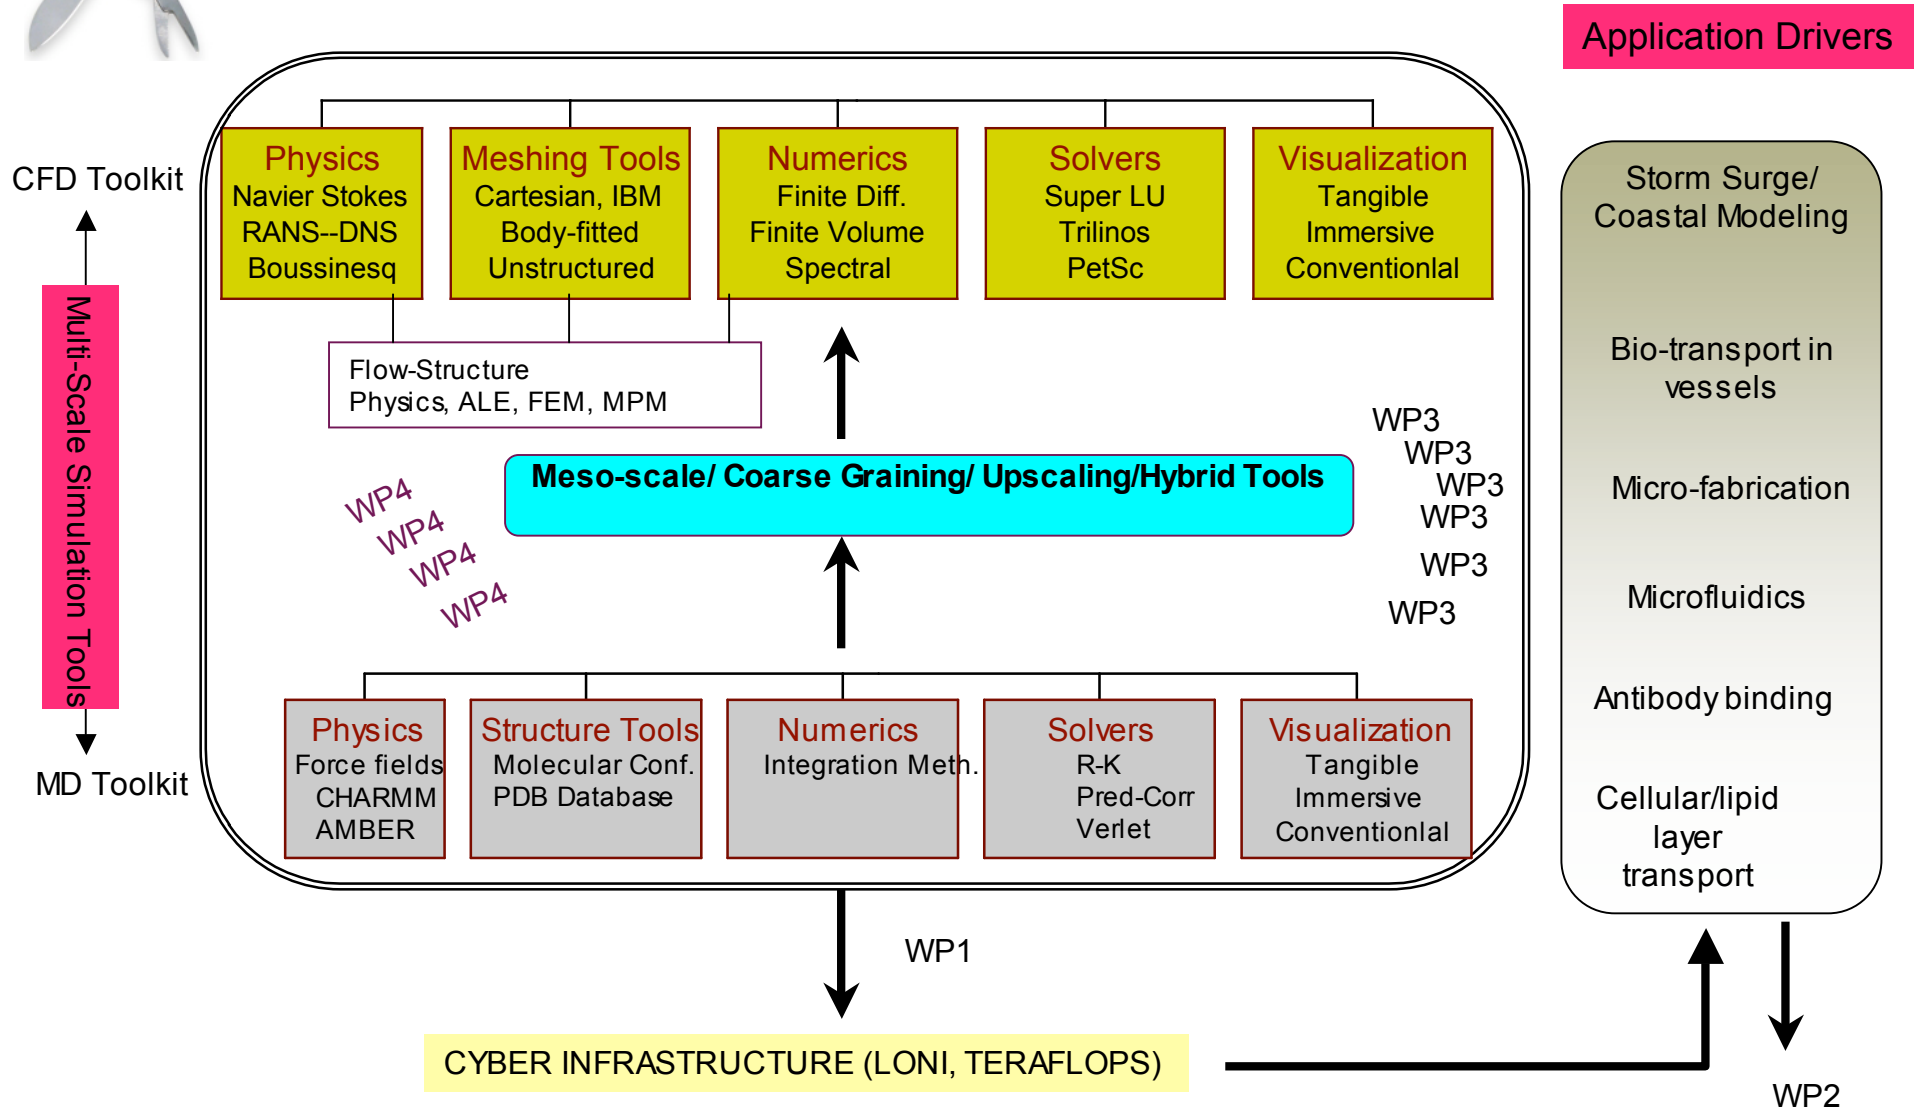 Application Drivers
CFD Toolkit
Multi-Scale Simulation Tools
MD Toolkit
Physics
Navier Stokes
RANS--DNS
Boussinesq
Meshing Tools
Cartesian, IBM
Body-fitted
Unstructured
Numerics
Finite Diff.
Finite Volume
Spectral
Solvers
Super LU
Trilinos
PetSc
Visualization
Tangible
Immersive
Conventionlal
Flow-Structure
Physics, ALE, FEM, MPM
Meso-scale/ Coarse Graining/ Upscaling/Hybrid Tools
WP4
WP4
WP4
WP4
WP3
WP3
WP3
WP3
WP3
WP3
Physics
Force fields
CHARMM
AMBER
Structure Tools
Molecular Conf.
PDB Database
Numerics
Integration Meth.
Solvers
R-K
Pred-Corr
Verlet
Visualization
Tangible
Immersive
Conventionlal
Storm Surge/
Coastal Modeling
Bio-transport in
vessels
Micro-fabrication
Microfluidics
Antibody binding
Cellular/lipid
layer
transport
WP1
CYBER INFRASTRUCTURE (LONI, TERAFLOPS)
WP2